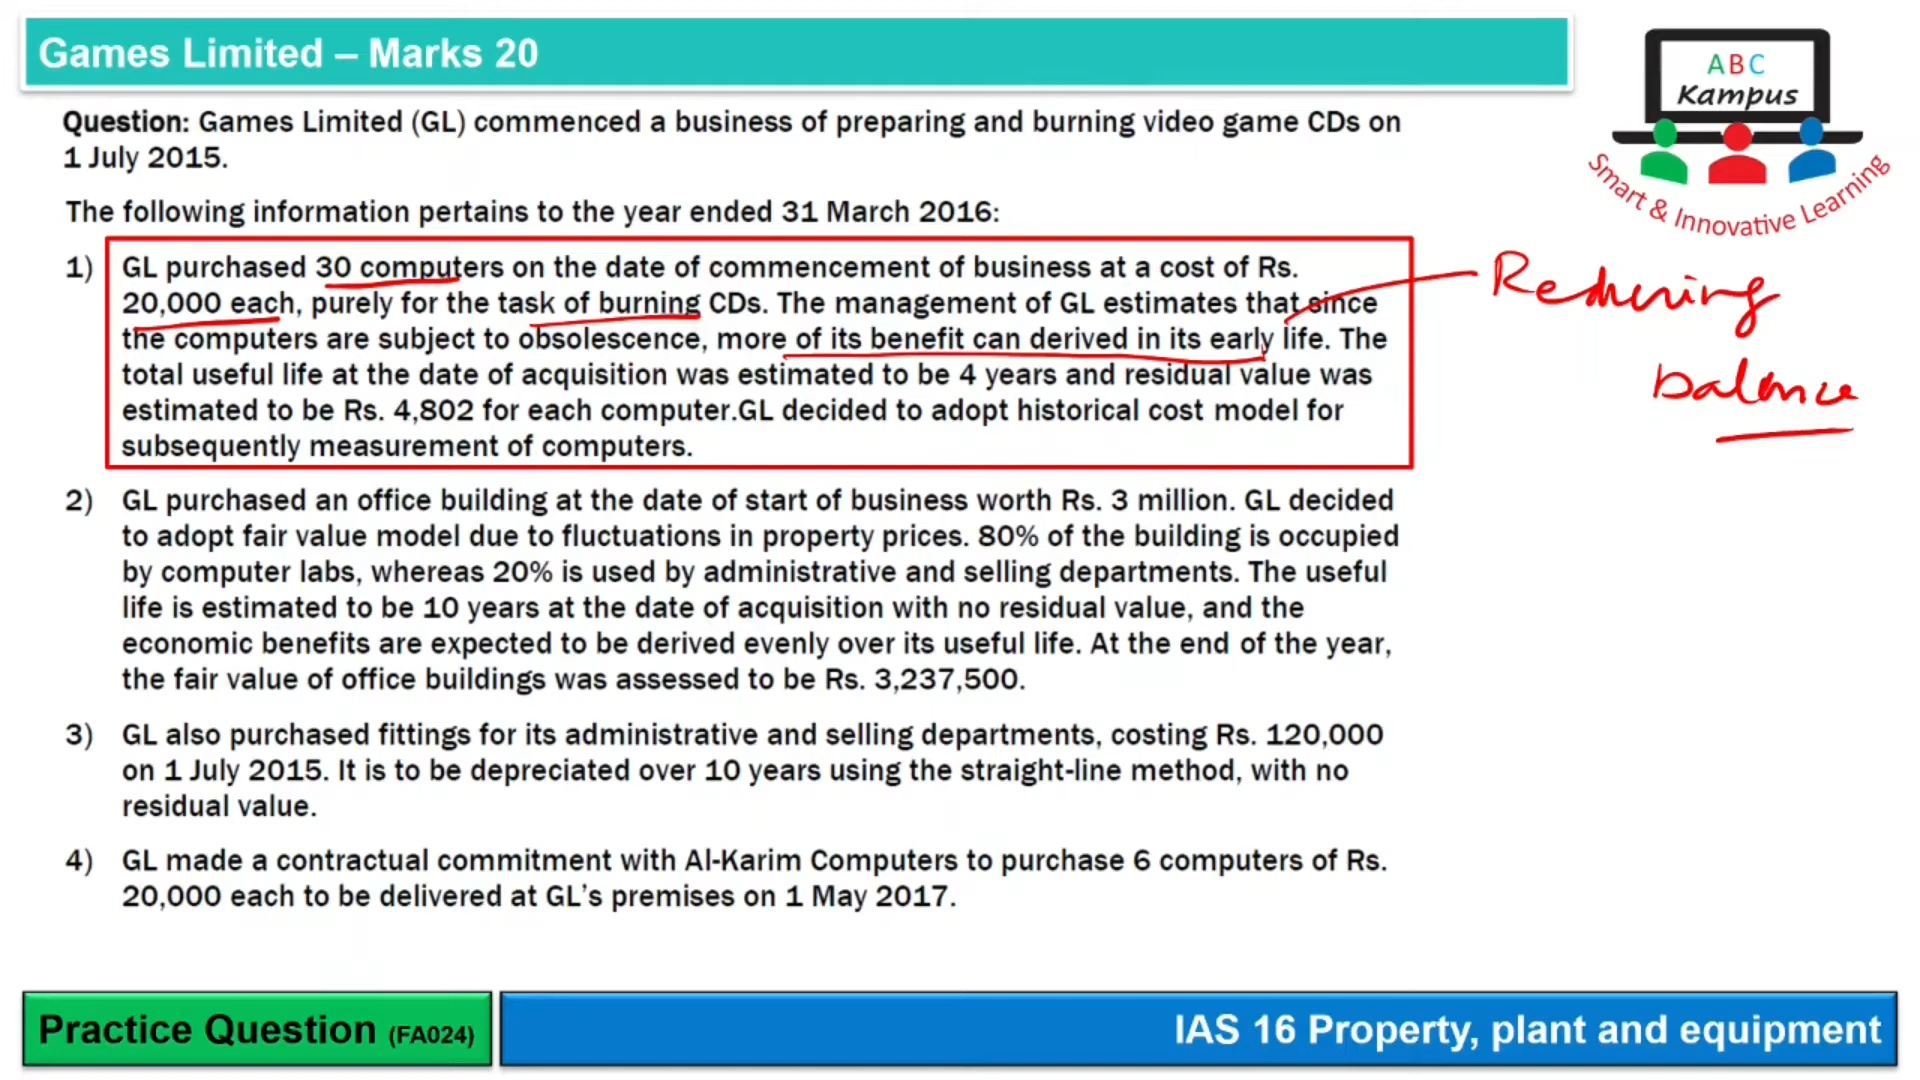 Games Limited – Marks 20
ABC
Kampus
Smart & Innovative Learning
Question: Games Limited (GL) commenced a business of preparing and burning video game CDs on
1 July 2015.
The following information pertains to the year ended 31 March 2016:
1) GL purchased 30 computers on the date of commencement of business at a cost of Rs.
20,000 each, purely for the task of burning CDs. The management of GL estimates that since
the computers are subject to obsolescence, more of its benefit can derived in its early life. The
total useful life at the date of acquisition was estimated to be 4 years and residual value was
estimated to be Rs. 4,802 for each computer.GL decided to adopt historical cost model for
subsequently measurement of computers.
Reducing
balance
2) GL purchased an office building at the date of start of business worth Rs. 3 million. GL decided
to adopt fair value model due to fluctuations in property prices. 80% of the building is occupied
by computer labs, whereas 20% is used by administrative and selling departments. The useful
life is estimated to be 10 years at the date of acquisition with no residual value, and the
economic benefits are expected to be derived evenly over its useful life. At the end of the year,
the fair value of office buildings was assessed to be Rs. 3,237,500.
3) GL also purchased fittings for its administrative and selling departments, costing Rs. 120,000
on 1 July 2015. It is to be depreciated over 10 years using the straight-line method, with no
residual value.
4) GL made a contractual commitment with Al-Karim Computers to purchase 6 computers of Rs.
20,000 each to be delivered at GL's premises on 1 May 2017.
Practice Question (FA024)
IAS 16 Property, plant and equipment